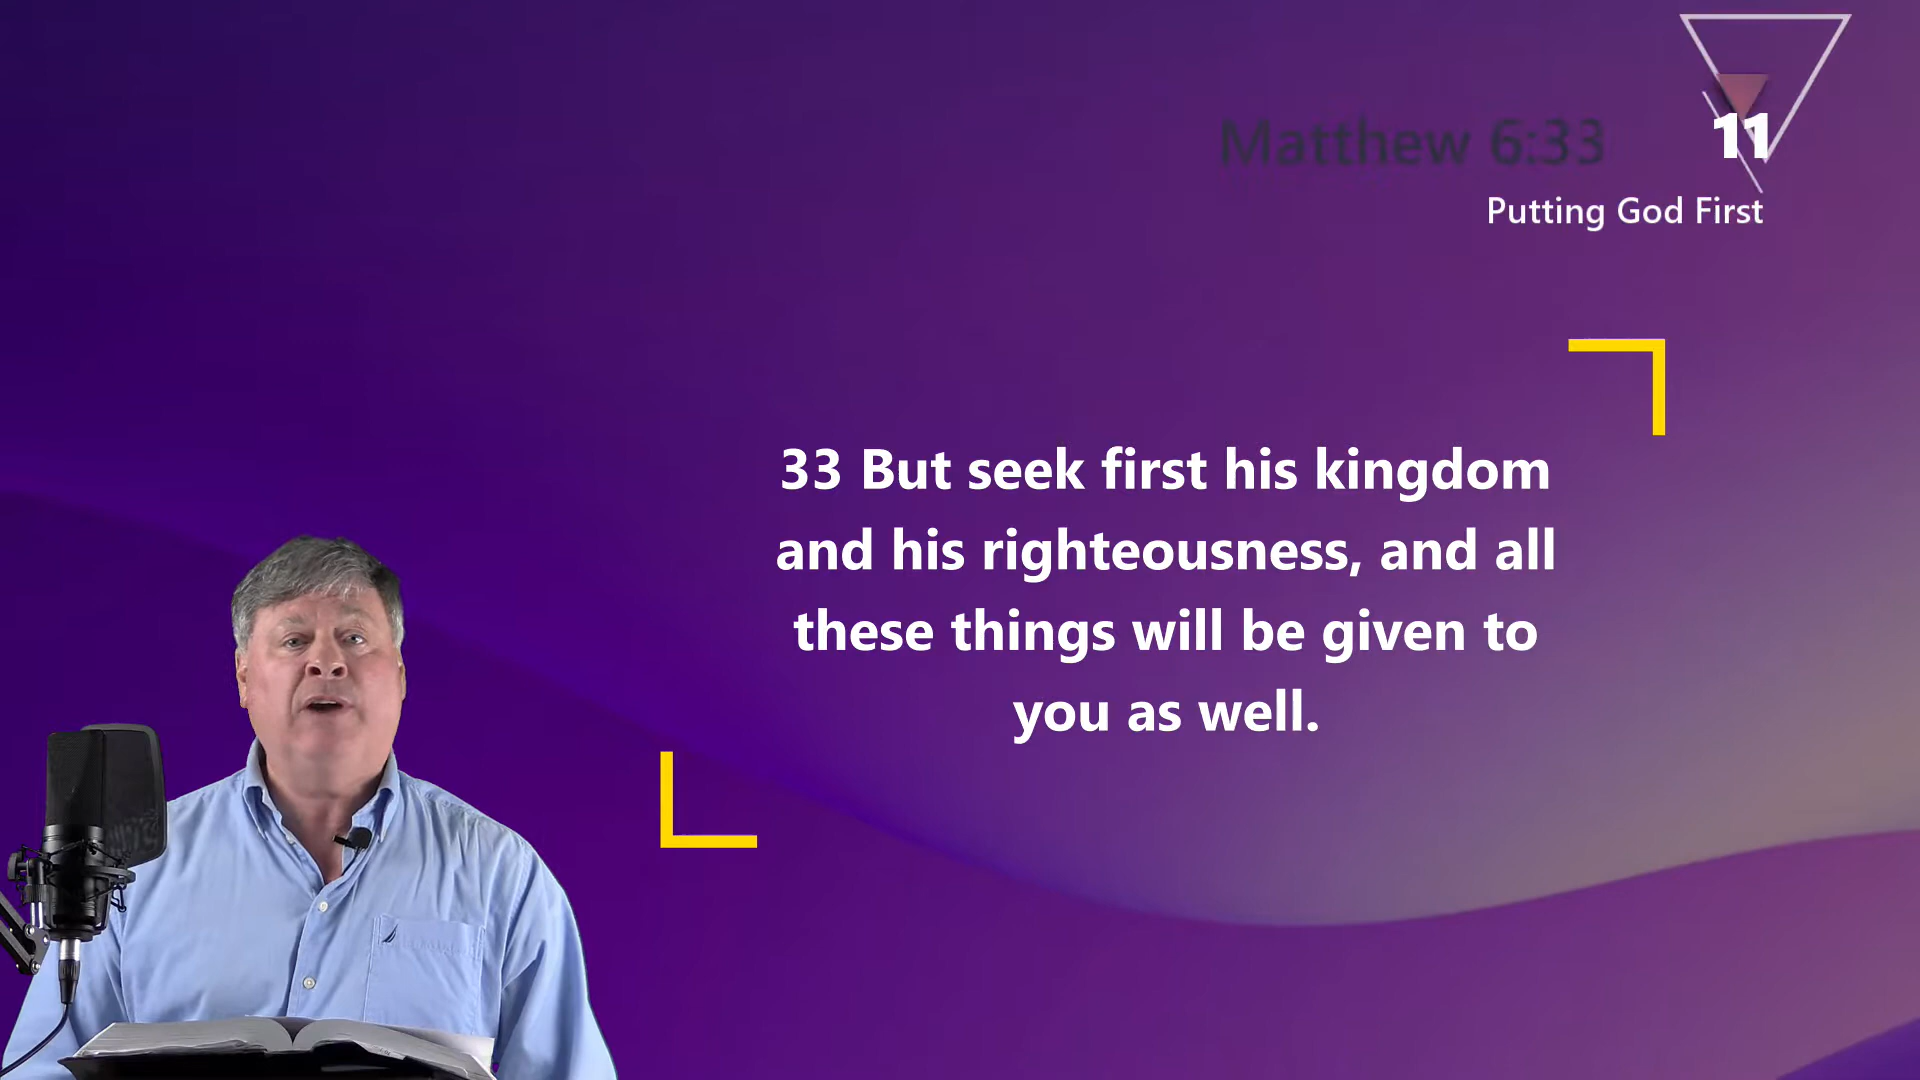 Matthew 6:33
11
Putting God First
33 But seek first his kingdom
and his righteousness, and all
these things will be given to
you as well.